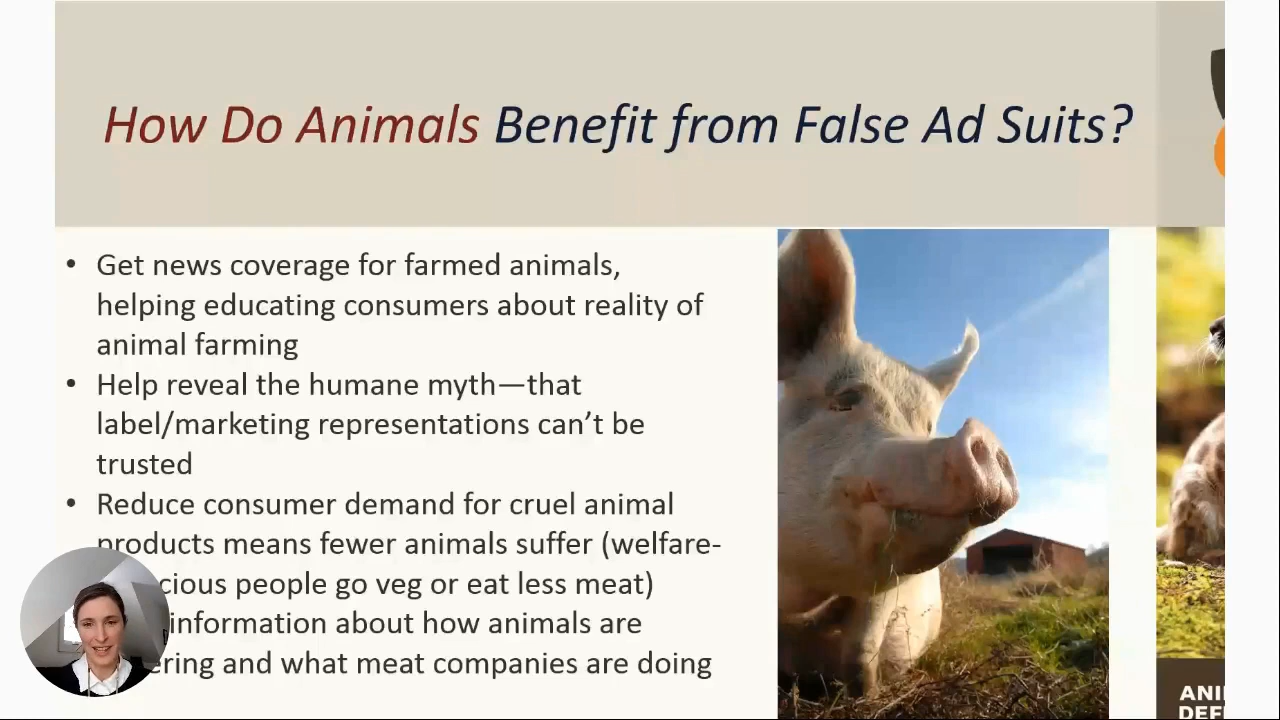 How Do Animals Benefit from False Ad Suits?
• Get news coverage for farmed animals,
helping educating consumers about reality of
animal farming
• Help reveal the humane myth—that
label/marketing representations can’t be
trusted
• Reduce consumer demand for cruel animal
products means fewer animals suffer (welfare-
cious people go veg or eat less meat)
information about how animals are
ering and what meat companies are doing